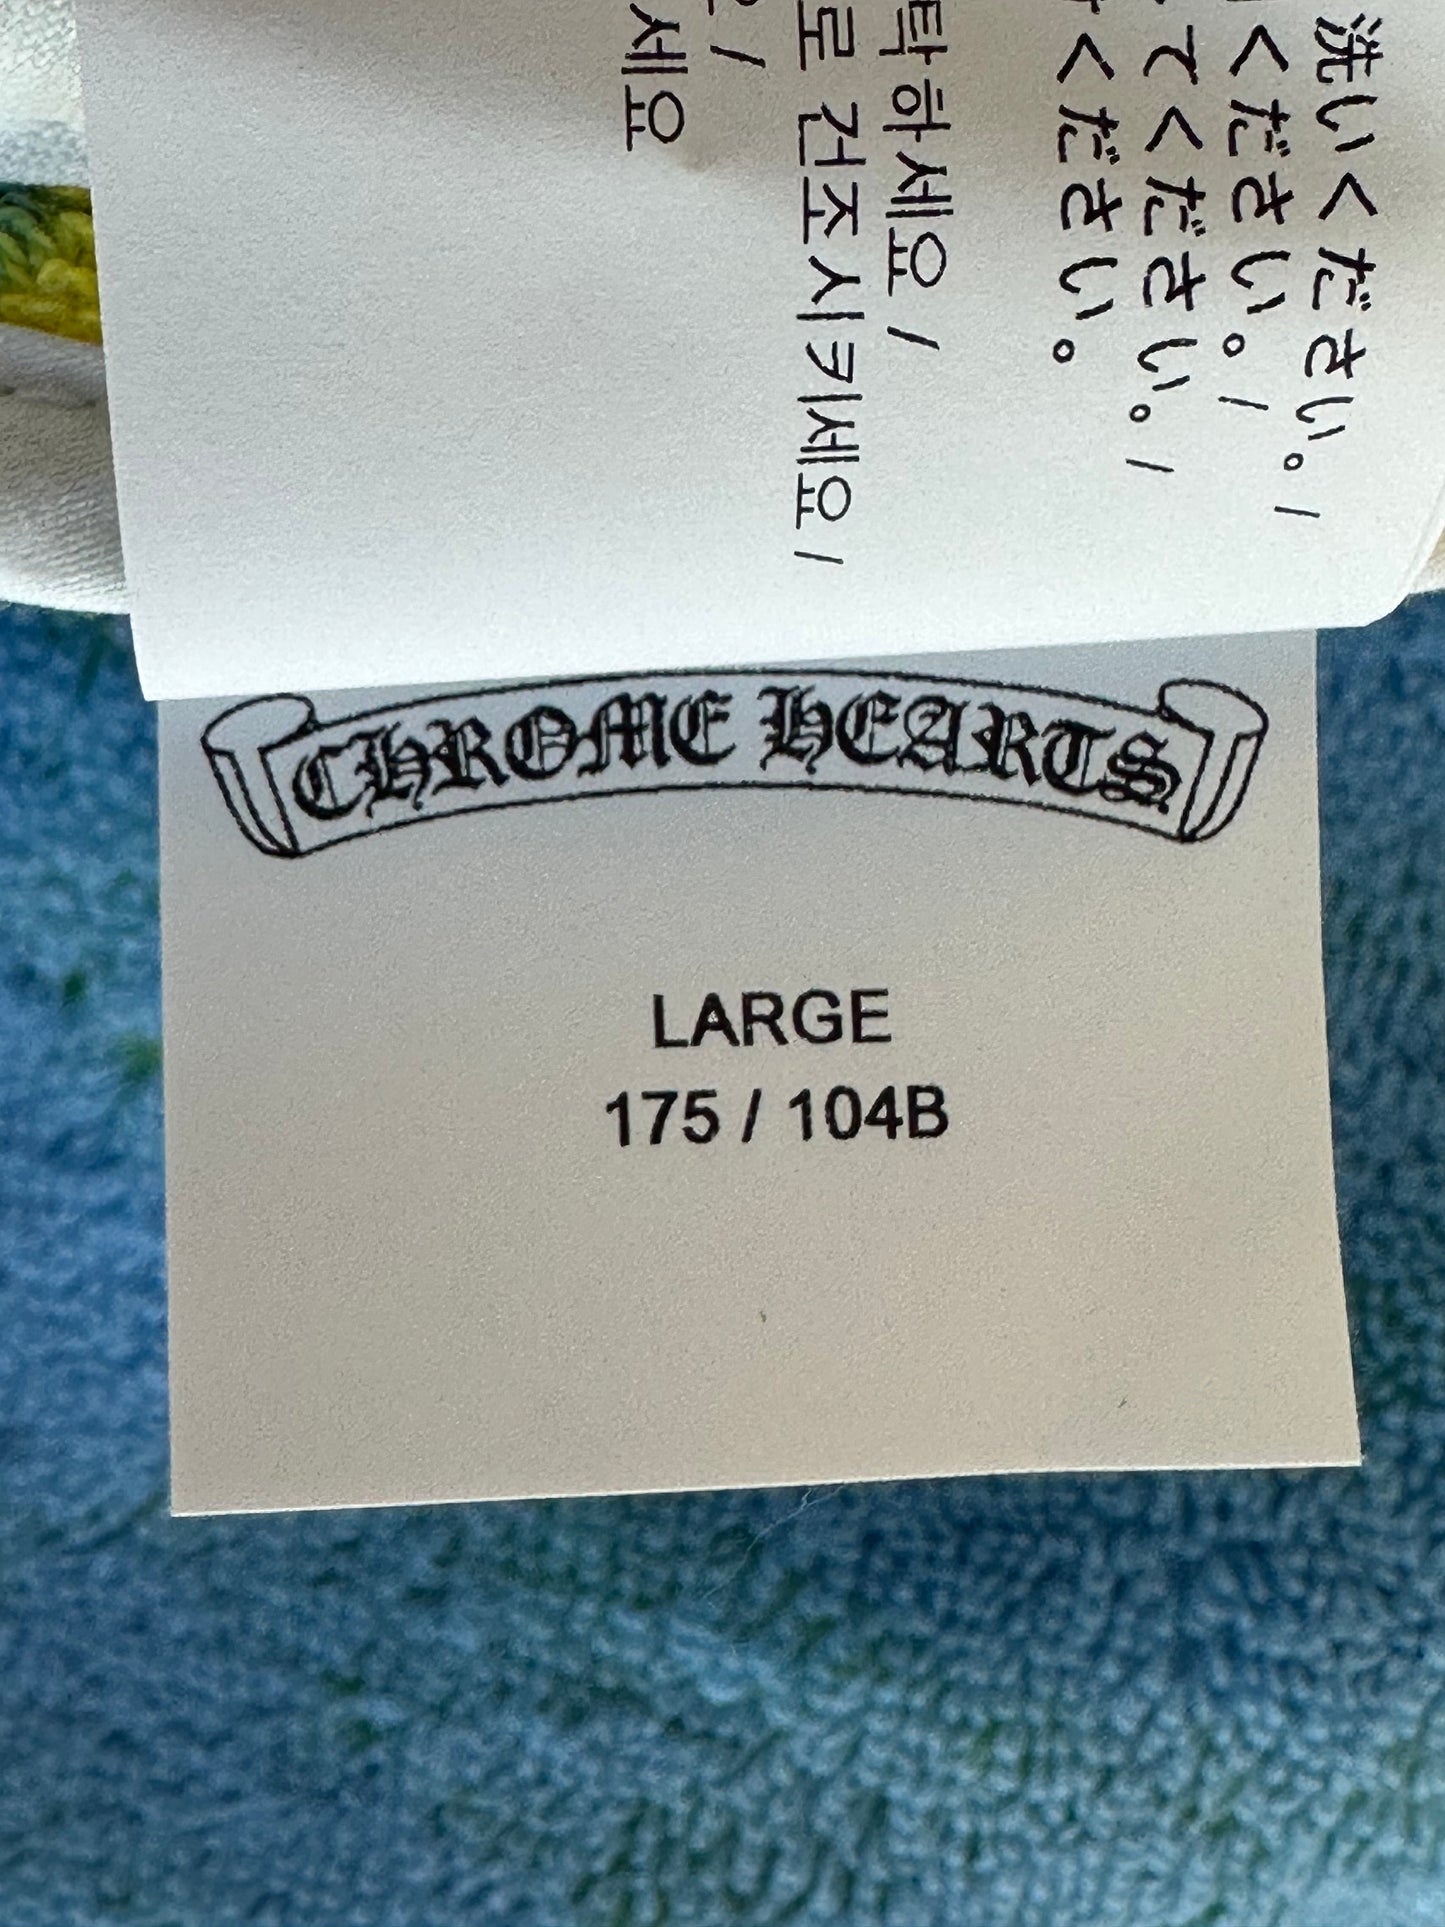 洗いください。/
ください。/
てください。/
ください。
탁하세요 /
로 건조시키세요 /
/
세요
CHROME HEARTS
LARGE
175 / 104B